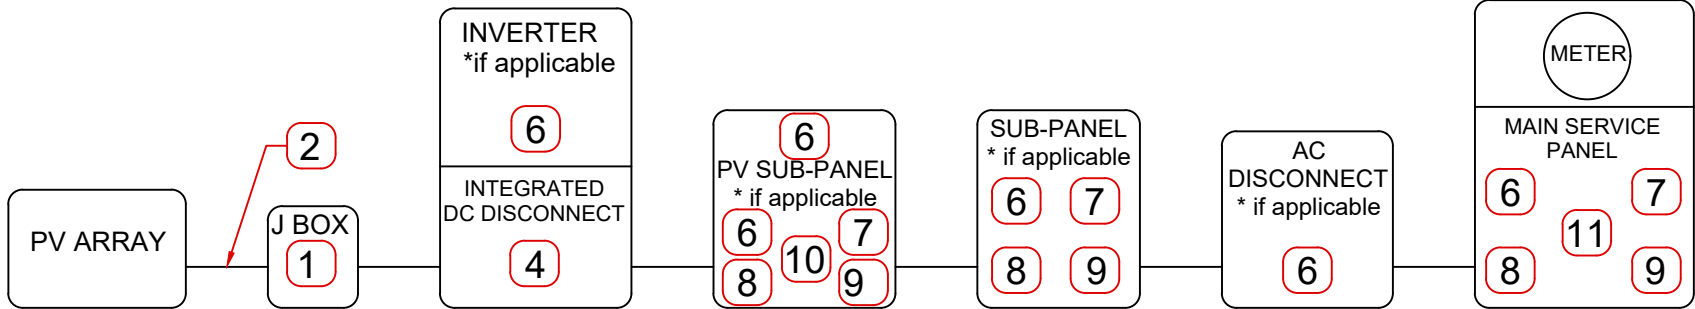 PV ARRAY
2
J BOX
1
INVERTER
*if applicable
6
INTEGRATED
DC DISCONNECT
4
6
PV SUB-PANEL
* if applicable
6 7
10
8 9
SUB-PANEL
* if applicable
6 7
8 9
AC
DISCONNECT
* if applicable
6
METER
MAIN SERVICE
PANEL
6 7
11
8 9